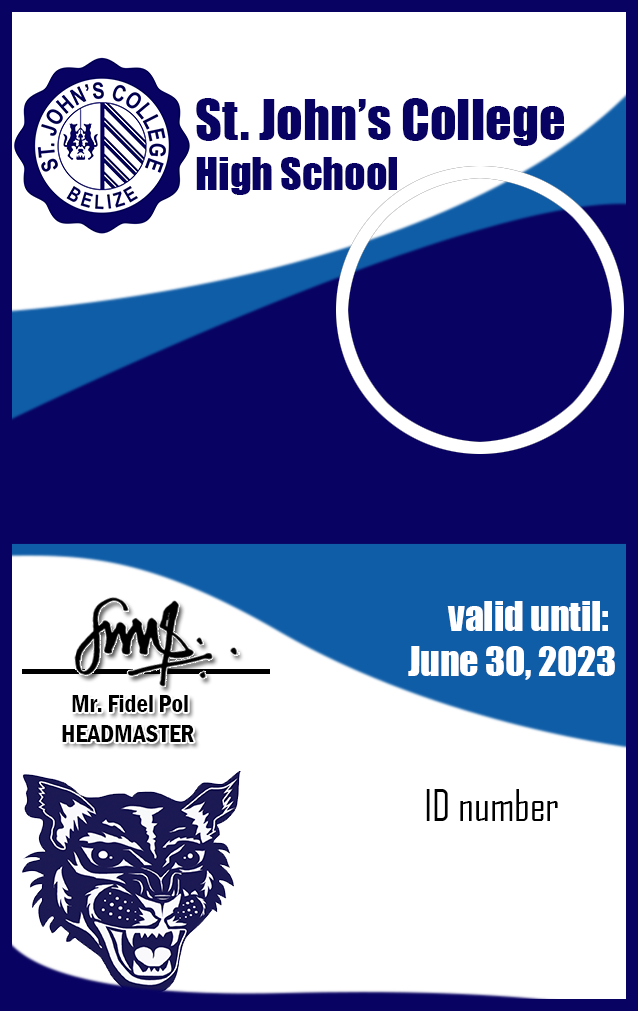 ST. JOHN'S COLLEGE
BELIZE
St. John's College
High School
valid until:
June 30, 2023
Mr. Fidel Pol
HEADMASTER
ID number